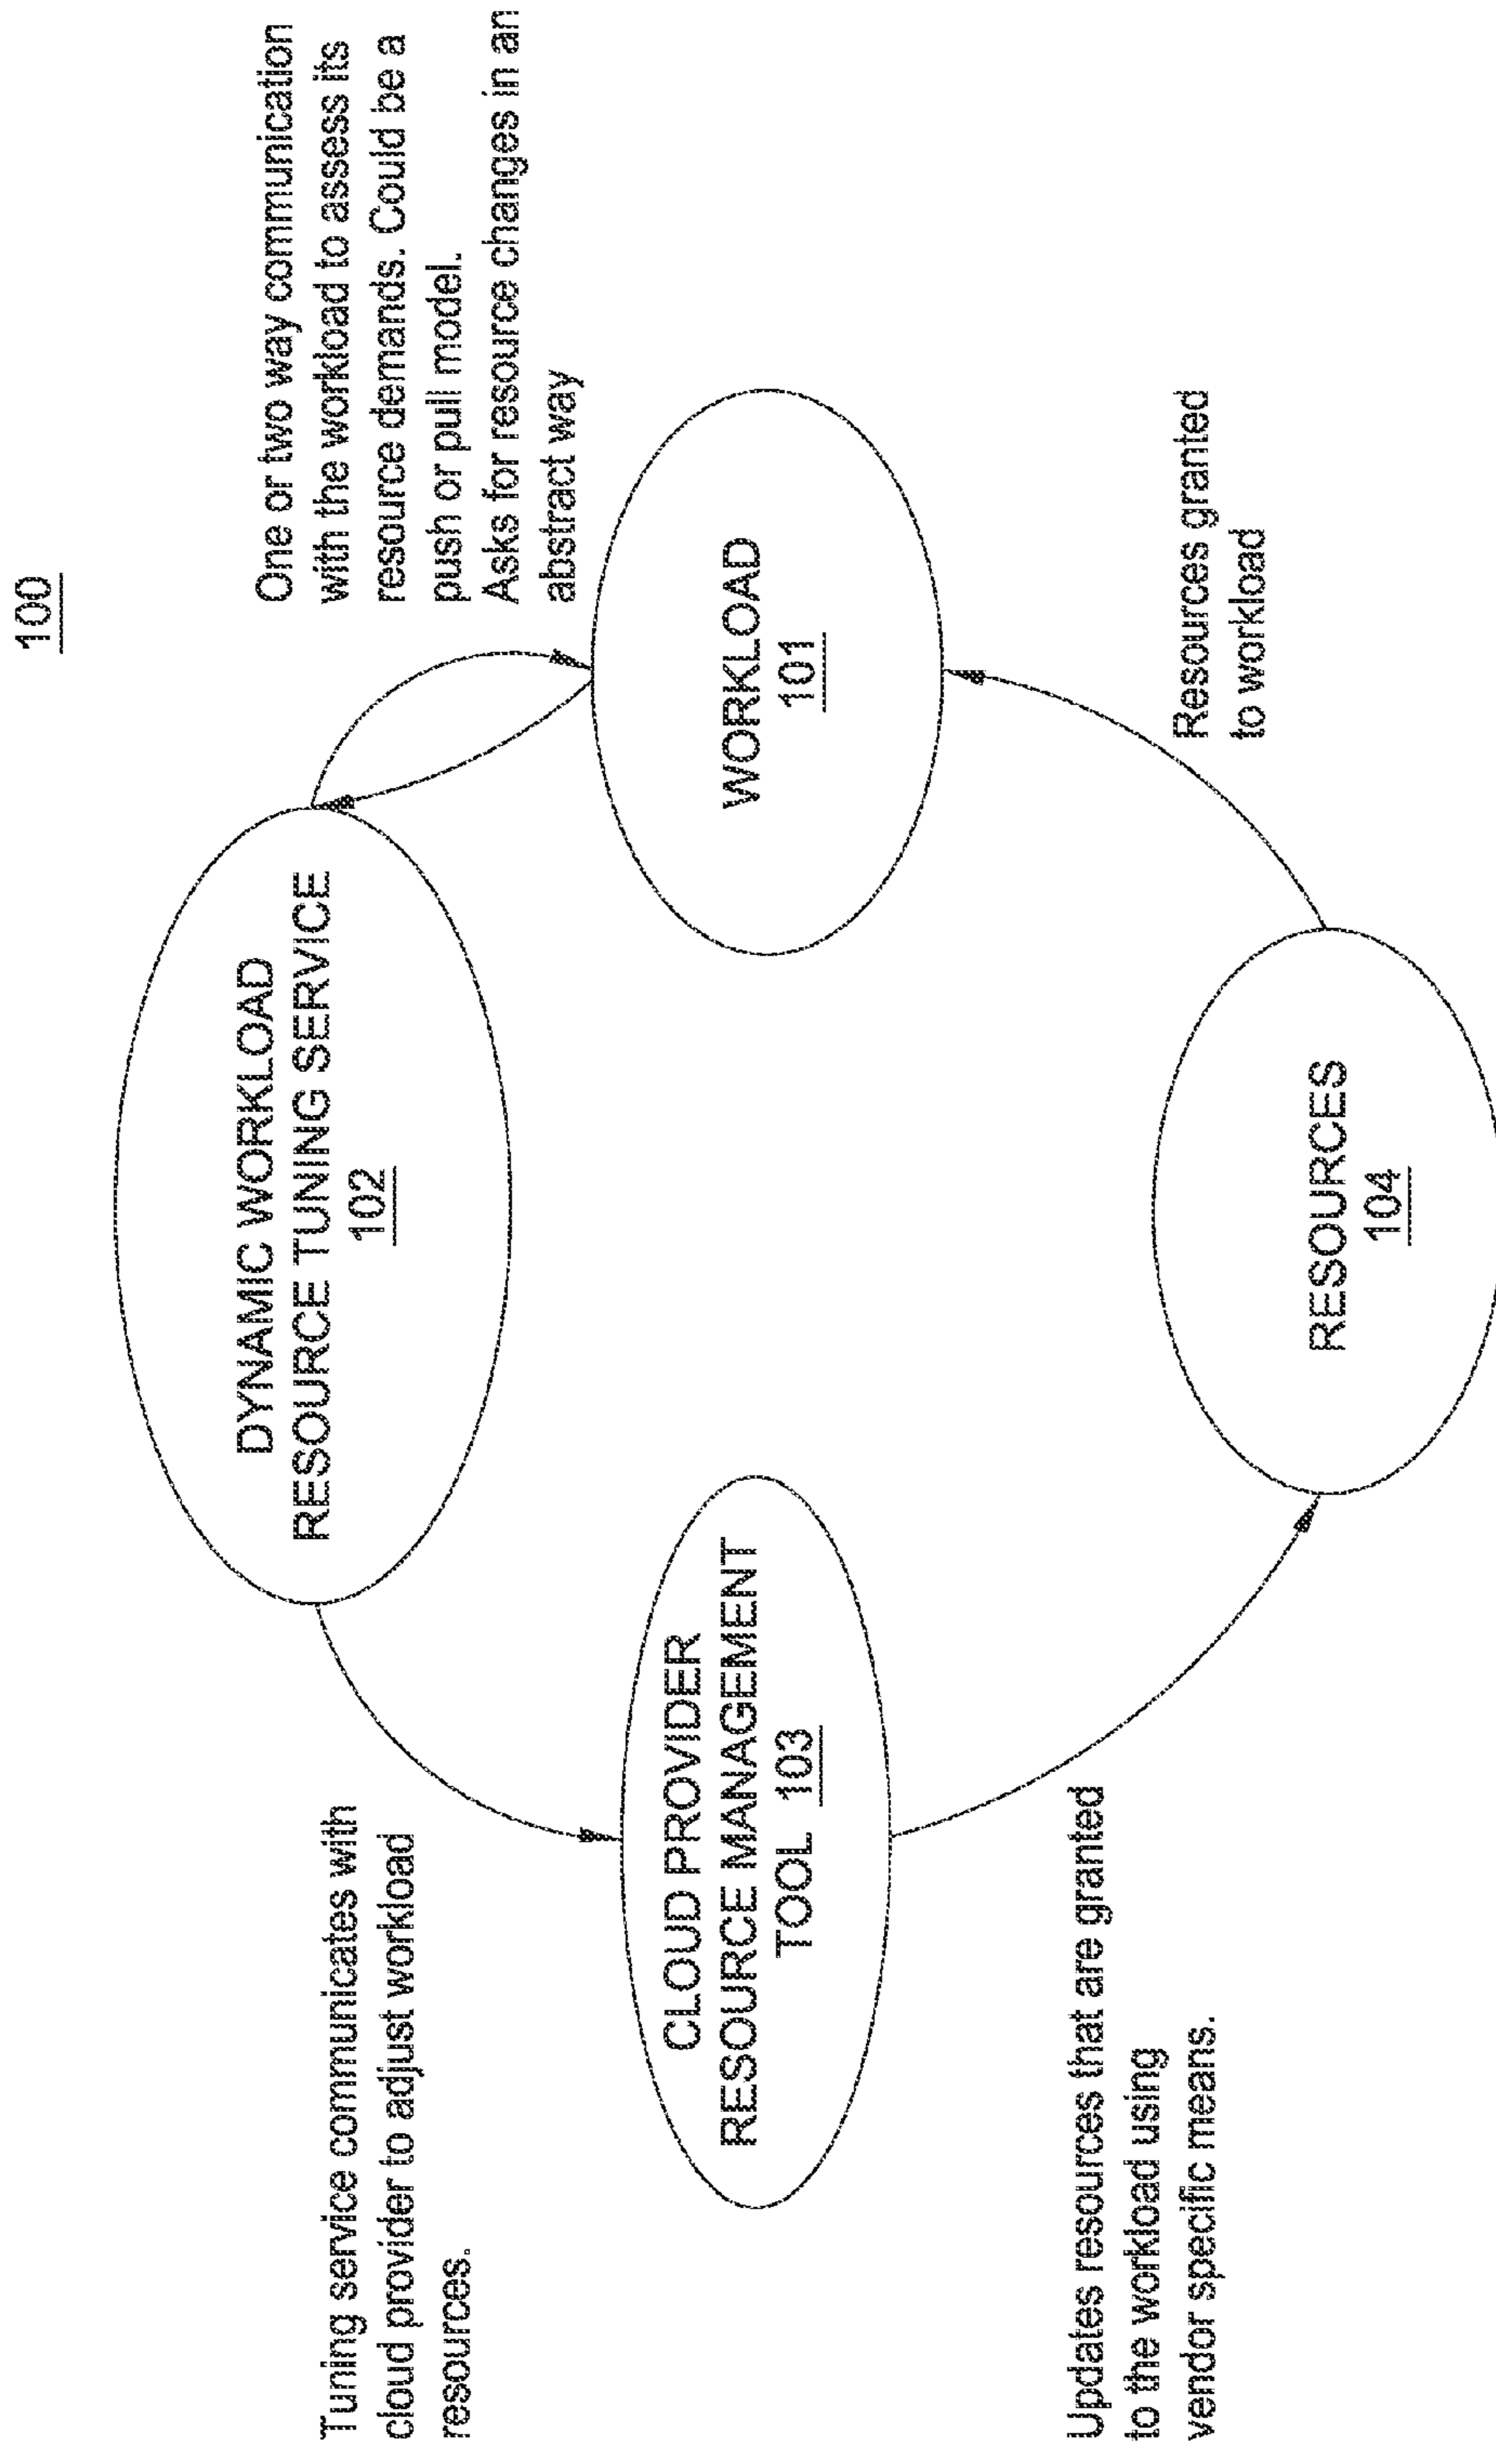 100
One or two way communication
with the workload to assess its
resource demands. Could be a
push or pull model.
Asks for resource changes in an
abstract way
DYNAMIC WORKLOAD
RESOURCE TUNING SERVICE
102
Tuning service communicates with
cloud provider to adjust workload
resources.
WORKLOAD
101
CLOUD PROVIDER
RESOURCE MANAGEMENT
TOOL 103
Resources granted
to workload
RESOURCES
104
Updates resources that are granted
to the workload using
vendor specific means.